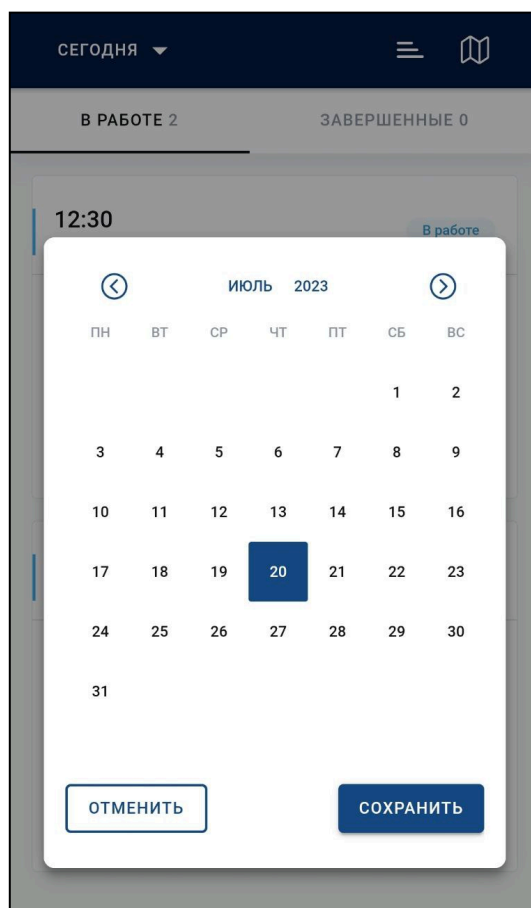 СЕГОДНЯ
В РАБОТЕ 2 ЗАВЕРШЕННЫЕ 0
12:30
В работе
ИЮЛЬ 2023
ПН ВТ СР ЧТ ПТ СБ ВС
1 2
3 4 5 6 7 8 9
10 11 12 13 14 15 16
17 18 19 20 21 22 23
24 25 26 27 28 29 30
31
ОТМЕНИТЬ СОХРАНИТЬ